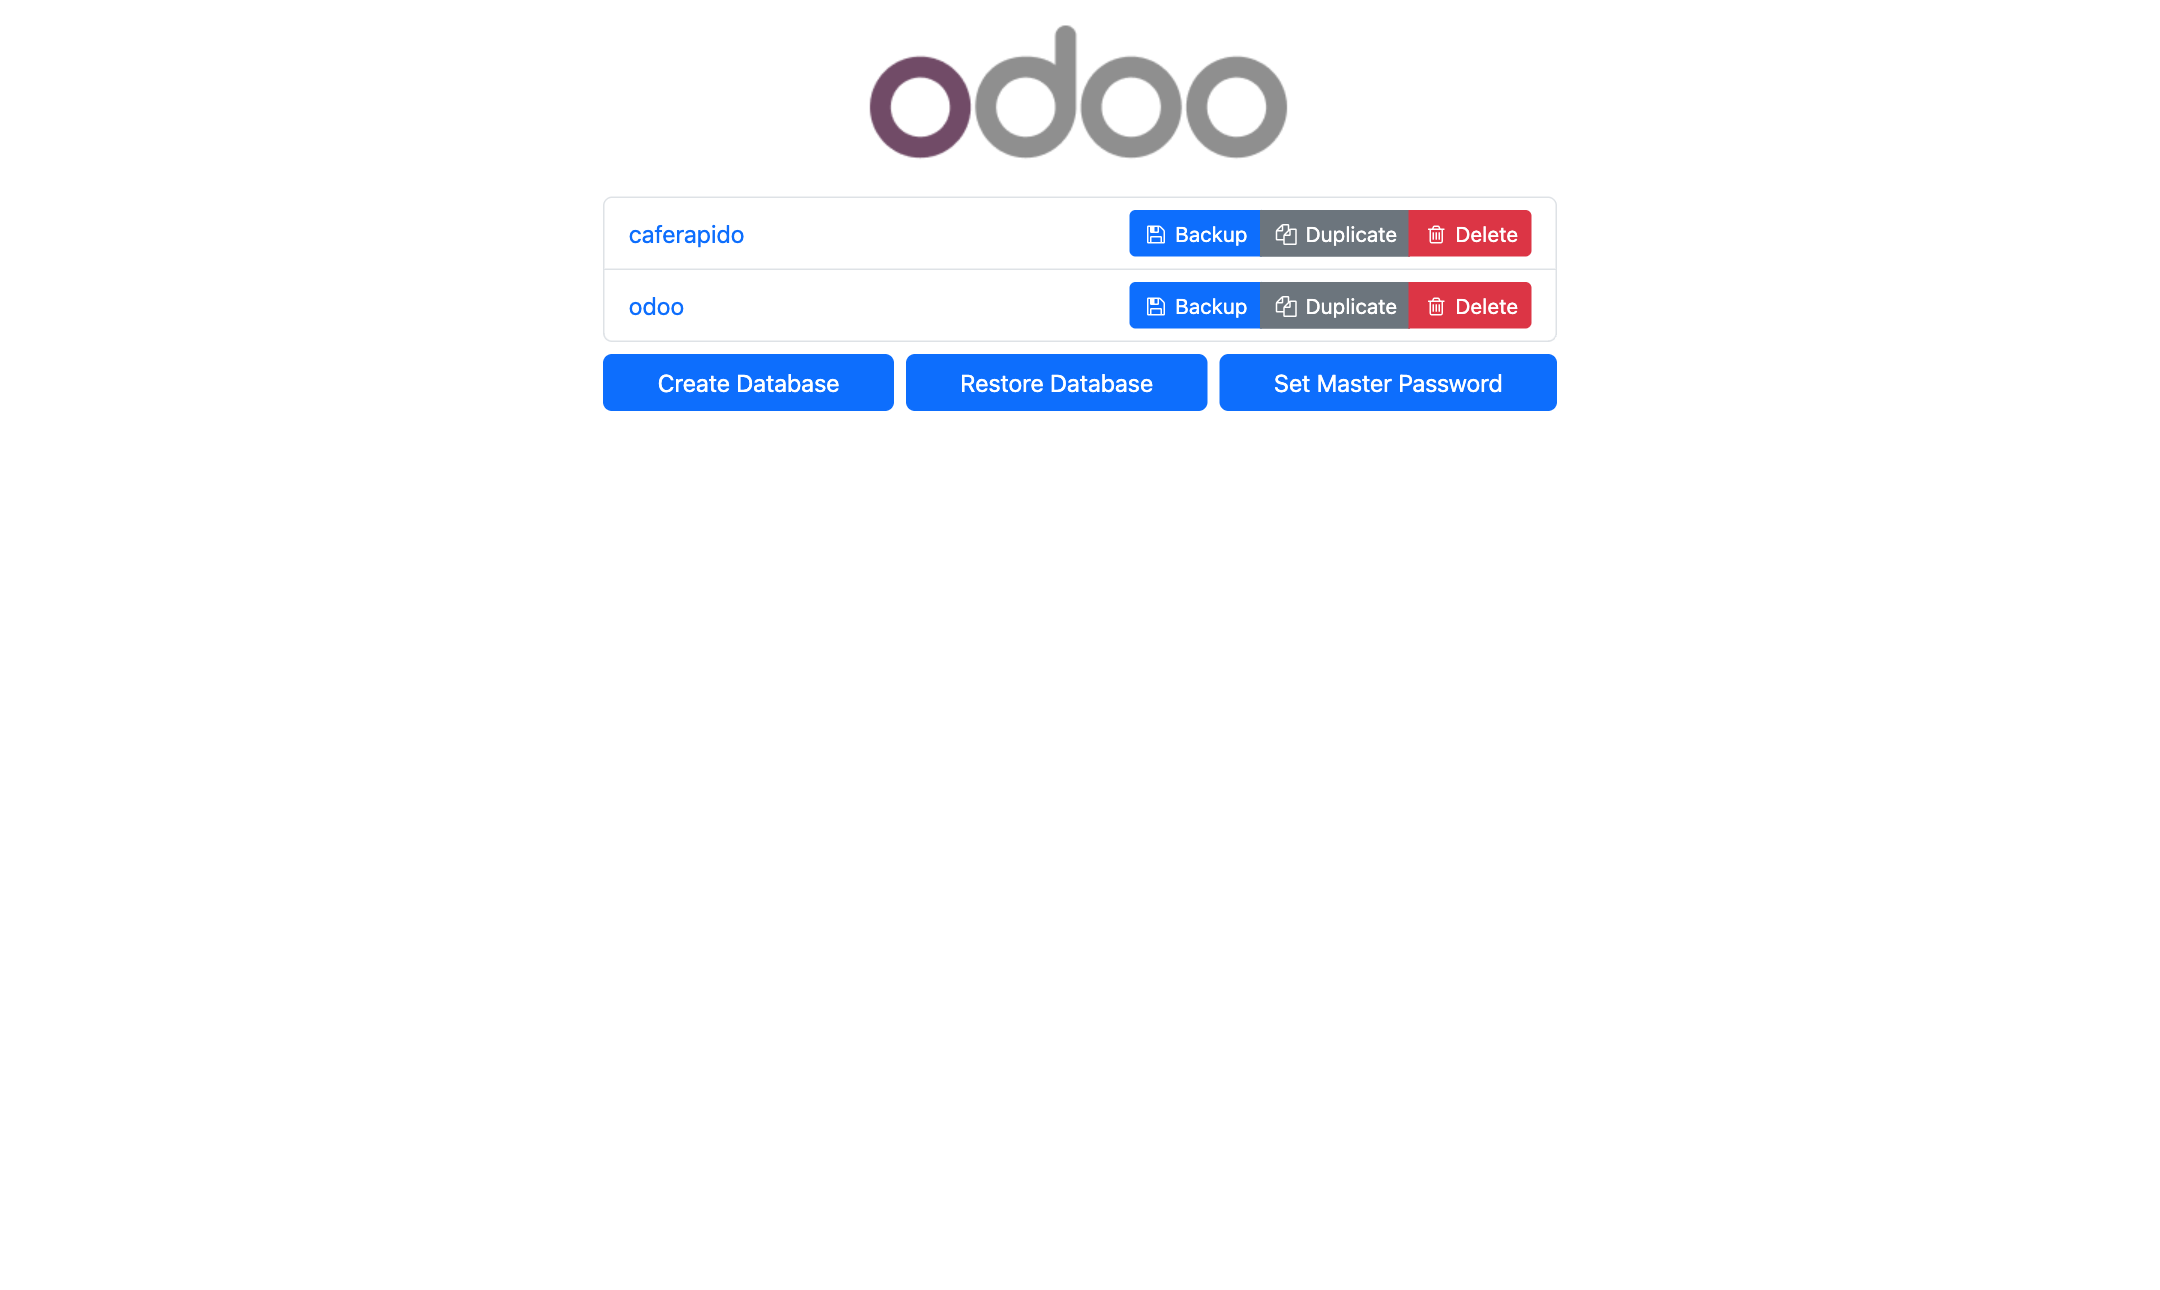 odoo
caferapido Backup Duplicate Delete
odoo Backup Duplicate Delete
Create Database Restore Database Set Master Password